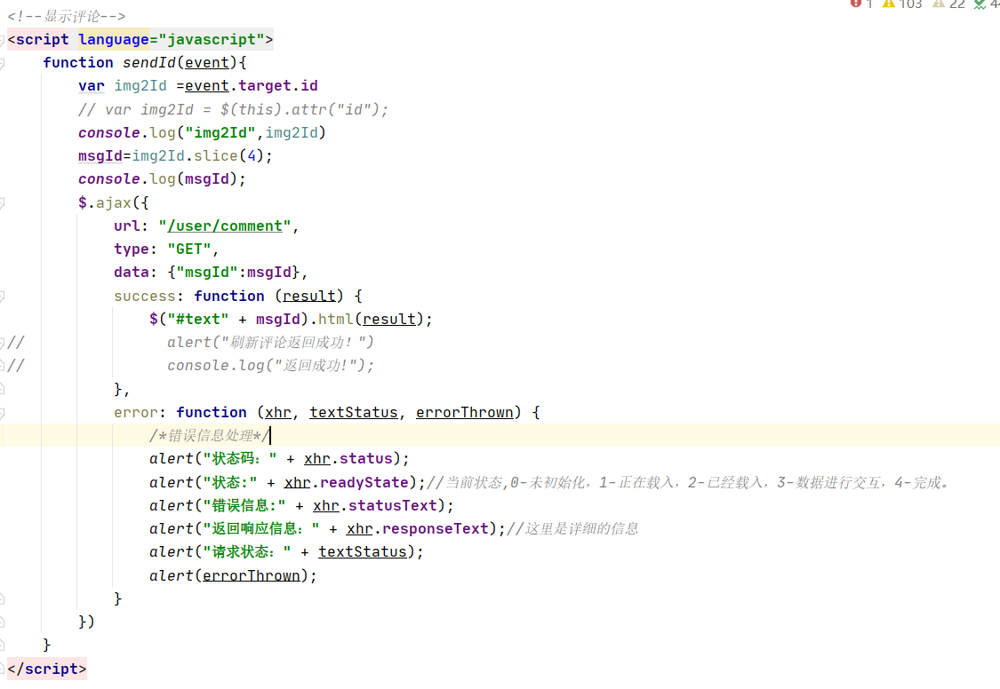 1 103 22
<!--显示评论-->
<script language="javascript">
    function sendId(event){
        var img2Id =event.target.id
        // var img2Id = $(this).attr("id");
        console.log("img2Id",img2Id)
        msgId=img2Id.slice(4);
        console.log(msgId);
        $.ajax({
            url: "/user/comment",
            type: "GET",
            data: {"msgId":msgId},
            success: function (result) {
                $("#text" + msgId).html(result);
//                alert("刷新评论返回成功！")
//                console.log("返回成功!");
            },
            error: function (xhr, textStatus, errorThrown) {
                /*错误信息处理*/
                alert("状态码：" + xhr.status);
                alert("状态:" + xhr.readyState);//当前状态,0-未初始化，1-正在载入，2-已经载入，3-数据进行交互，4-完成。
                alert("错误信息:" + xhr.statusText);
                alert("返回响应信息：" + xhr.responseText);//这里是详细的信息
                alert("请求状态：" + textStatus);
                alert(errorThrown);
            }
        })
    }
</script>